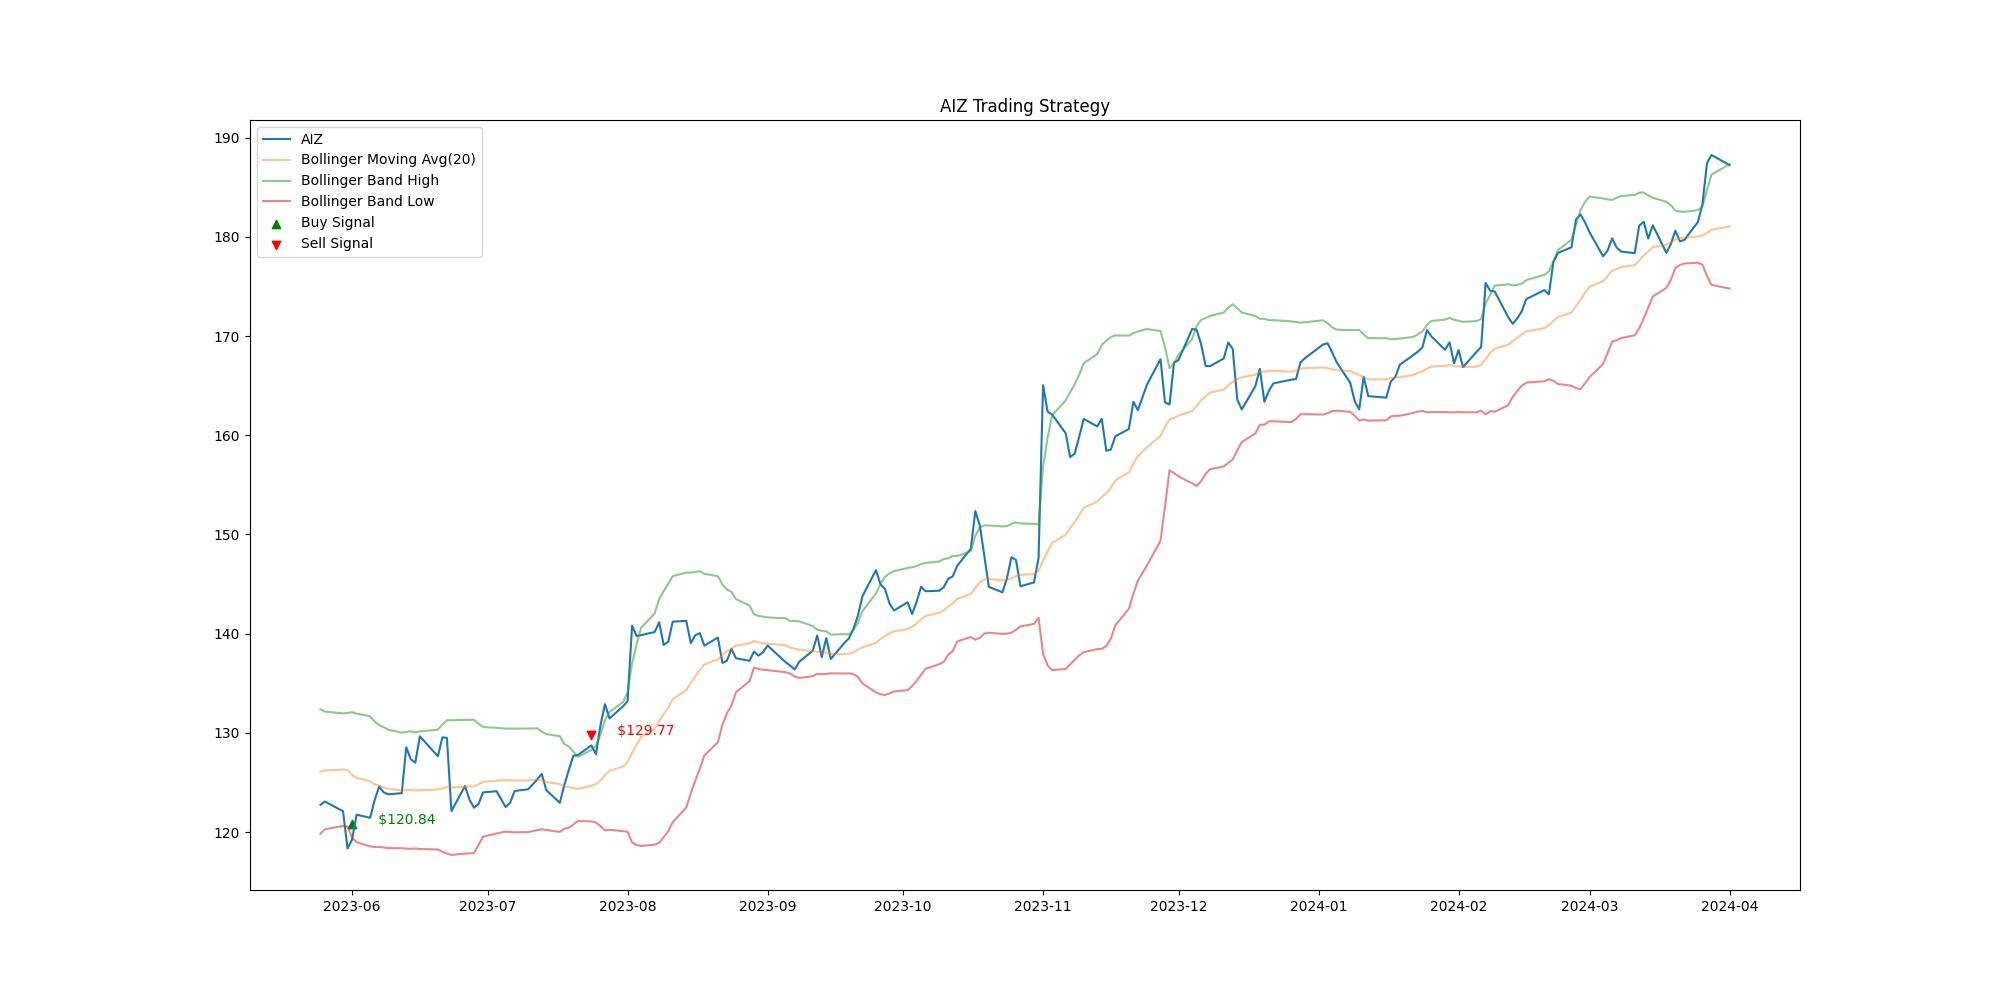 AIZ Trading Strategy
190
180
170
160
150
140
130
120
AIZ
Bollinger Moving Avg(20)
Bollinger Band High
Bollinger Band Low
Buy Signal
Sell Signal
$129.77
$120.84
2023-06 2023-07 2023-08 2023-09 2023-10 2023-11 2023-12 2024-01 2024-02 2024-03 2024-04